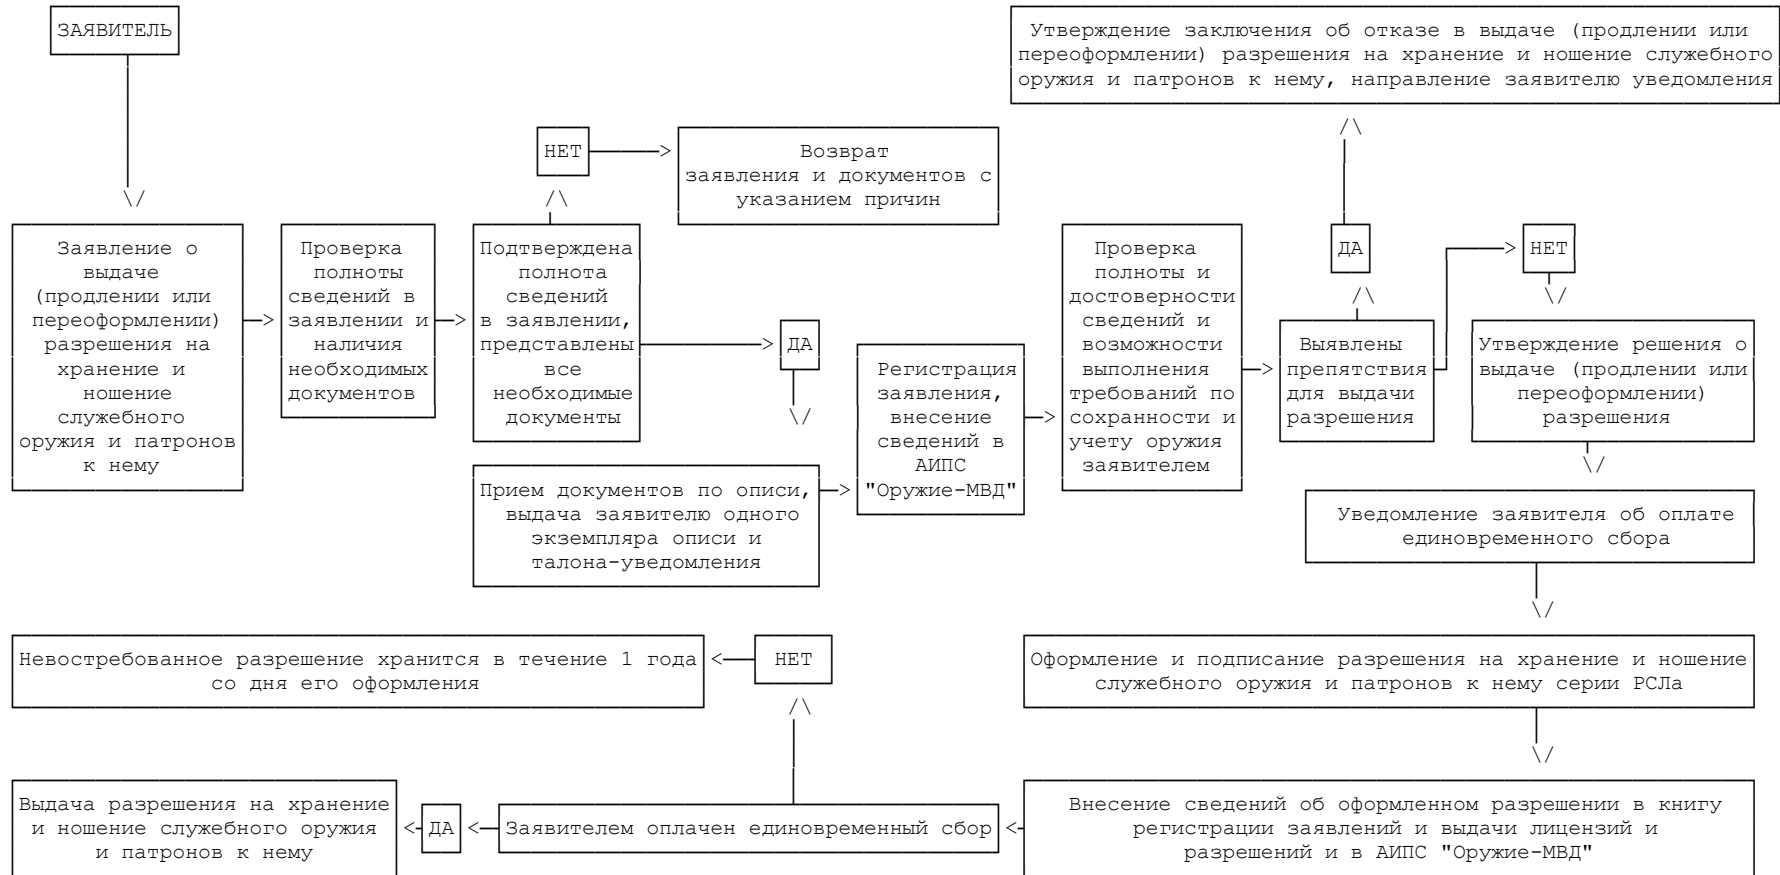 ЗАЯВИТЕЛЬ
Утверждение заключения об отказе в выдаче (продлении или
переоформлении) разрешения на хранение и ношение служебного
оружия и патронов к нему, направление заявителю уведомления
НЕТ
Возврат
заявления и документов с
указанием причин
Заявление о
выдаче
(продлении или
переоформлении)
разрешения на
хранение и
ношение
служебного
оружия и патронов
к нему
Проверка
полноты
сведений в
заявлении и
наличия
необходимых
документов
Подтверждена
полнота
сведений
в заявлении,
представлены
все
необходимые
документы
ДА
Прием документов по описи,
выдача заявителю одного
экземпляра описи и
талона-уведомления
Регистрация
заявления,
внесение
сведений в
АИПС
"Оружие-МВД"
Проверка
полноты и
достоверности
сведений и
возможности
выполнения
требований по
сохранности и
учету оружия
заявителем
ДА
Выявлены
препятствия
для выдачи
разрешения
НЕТ
Утверждение решения о
выдаче (продлении или
переоформлении)
разрешения
Уведомление заявителя об оплате
единовременного сбора
Оформление и подписание разрешения на хранение и ношение
служебного оружия и патронов к нему серии РСЛа
Внесение сведений об оформленном разрешении в книгу
регистрации заявлений и выдачи лицензий и
разрешений и в АИПС "Оружие-МВД"
Заявителем оплачен единовременный сбор
НЕТ
Невостребованное разрешение хранится в течение 1 года
со дня его оформления
ДА
Выдача разрешения на хранение
и ношение служебного оружия
и патронов к нему